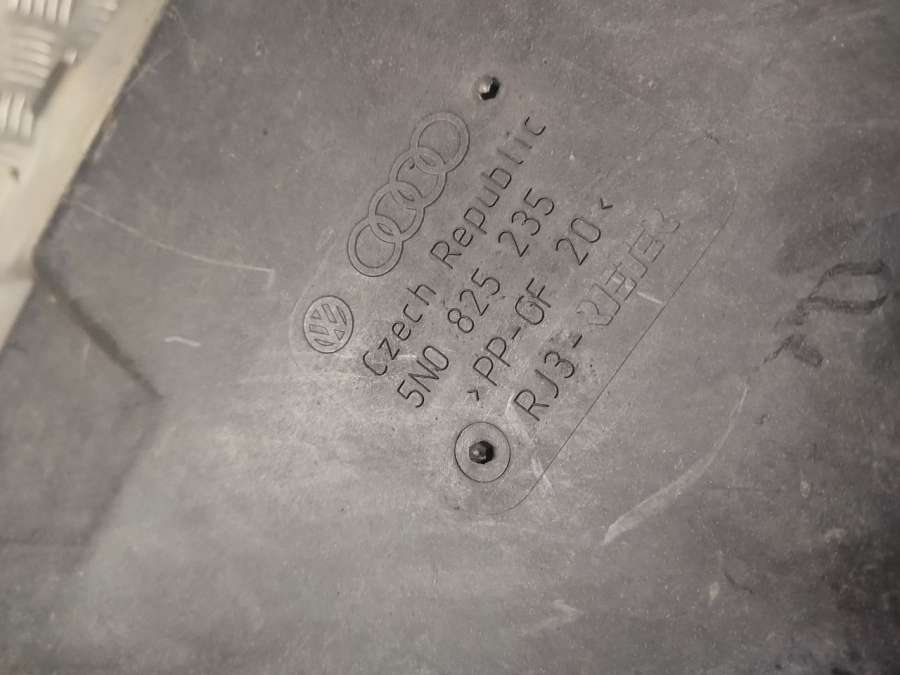 Czech Republic
5N0 825 235
>PP-GF 20<
RJ3-